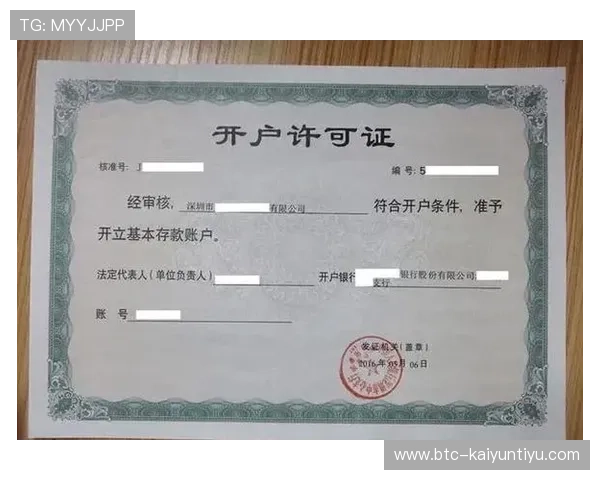 TG: MYYJJPP
开户许可证
核准号: J
编号: 5
经审核, 深圳市 有限公司 符合开户条件, 准予
开立基本存款账户。
法定代表人(单位负责人) 开户银行 银行股份有限公司
支行
账 号
发证机关(盖章)
2016年05月06日
www.btc-kaiyuntiyu.com